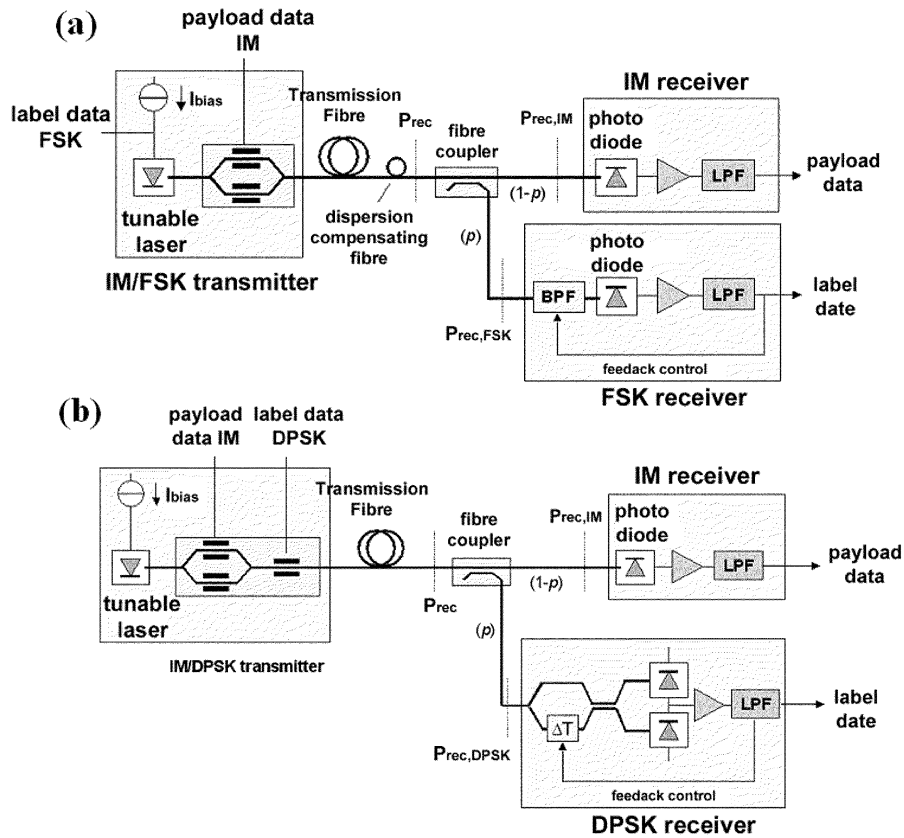 (a)
payload data
IM
Ibias
label data
FSK
tunable
laser
IM/FSK transmitter
Transmission
Fibre
dispersion
compensating
fibre
Prec
fibre
coupler
(1-p)
(p)
Prec,IM
IM receiver
photo
diode
LPF
payload
data
Prec,FSK
BPF
photo
diode
LPF
label
date
feedack control
FSK receiver
(b)
payload
data IM
label data
DPSK
Ibias
tunable
laser
IM/DPSK transmitter
Transmission
Fibre
Prec
fibre
coupler
(1-p)
(p)
Prec,IM
IM receiver
photo
diode
LPF
payload
data
Prec,DPSK
ΔT
LPF
label
date
feedack control
DPSK receiver